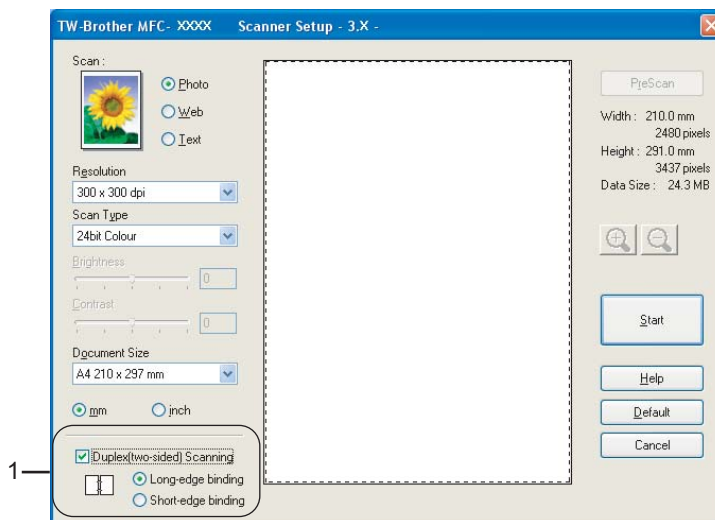 TW-Brother MFC- XXXX Scanner Setup - 3.X -
Scan :
Photo
Web
Text
Resolution
300 x 300 dpi
Scan Type
24bit Colour
Brightness
0
Contrast
0
Document Size
A4 210 x 297 mm
mm inch
1
Duplex(two-sided) Scanning
Long-edge binding
Short-edge binding
PreScan
Width : 210.0 mm
2480 pixels
Height : 291.0 mm
3437 pixels
Data Size : 24.3 MB
Start
Help
Default
Cancel